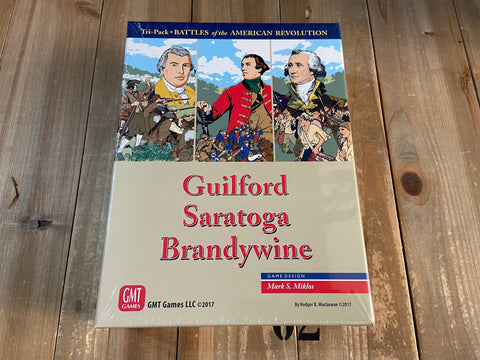 Tri-Pack • BATTLES of the AMERICAN REVOLUTION
Guilford
Saratoga
Brandywine
GAME DESIGN
Mark S. Miklos
GMT
GAMES
GMT Games LLC ©2017
By Rodger B. MacGowan ©2017